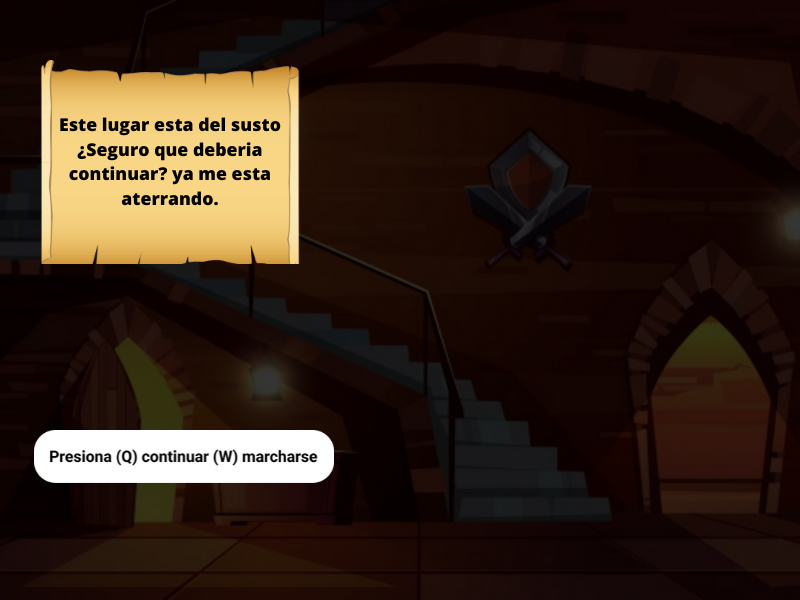 Este lugar esta del susto
¿Seguro que deberia
continuar? ya me esta
aterrando.
Presiona (Q) continuar (W) marcharse